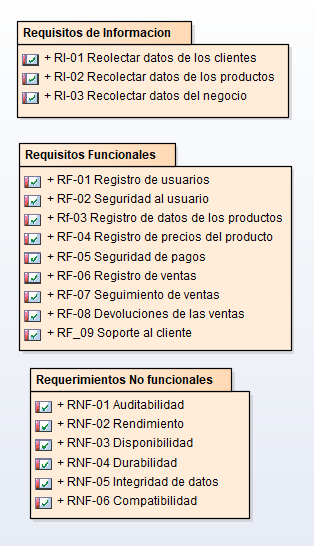 Requisitos de Informacion
+ RI-01 Reolectar datos de los clientes
+ RI-02 Recolectar datos de los productos
+ RI-03 Recolectar datos del negocio
Requisitos Funcionales
+ RF-01 Registro de usuarios
+ RF-02 Seguridad al usuario
+ Rf-03 Registro de datos de los productos
+ RF-04 Registro de precios del producto
+ RF-05 Seguridad de pagos
+ RF-06 Registro de ventas
+ RF-07 Seguimiento de ventas
+ RF-08 Devoluciones de las ventas
+ RF_09 Soporte al cliente
Requerimientos No funcionales
+ RNF-01 Auditabilidad
+ RNF-02 Rendimiento
+ RNF-03 Disponibilidad
+ RNF-04 Durabilidad
+ RNF-05 Integridad de datos
+ RNF-06 Compatibilidad